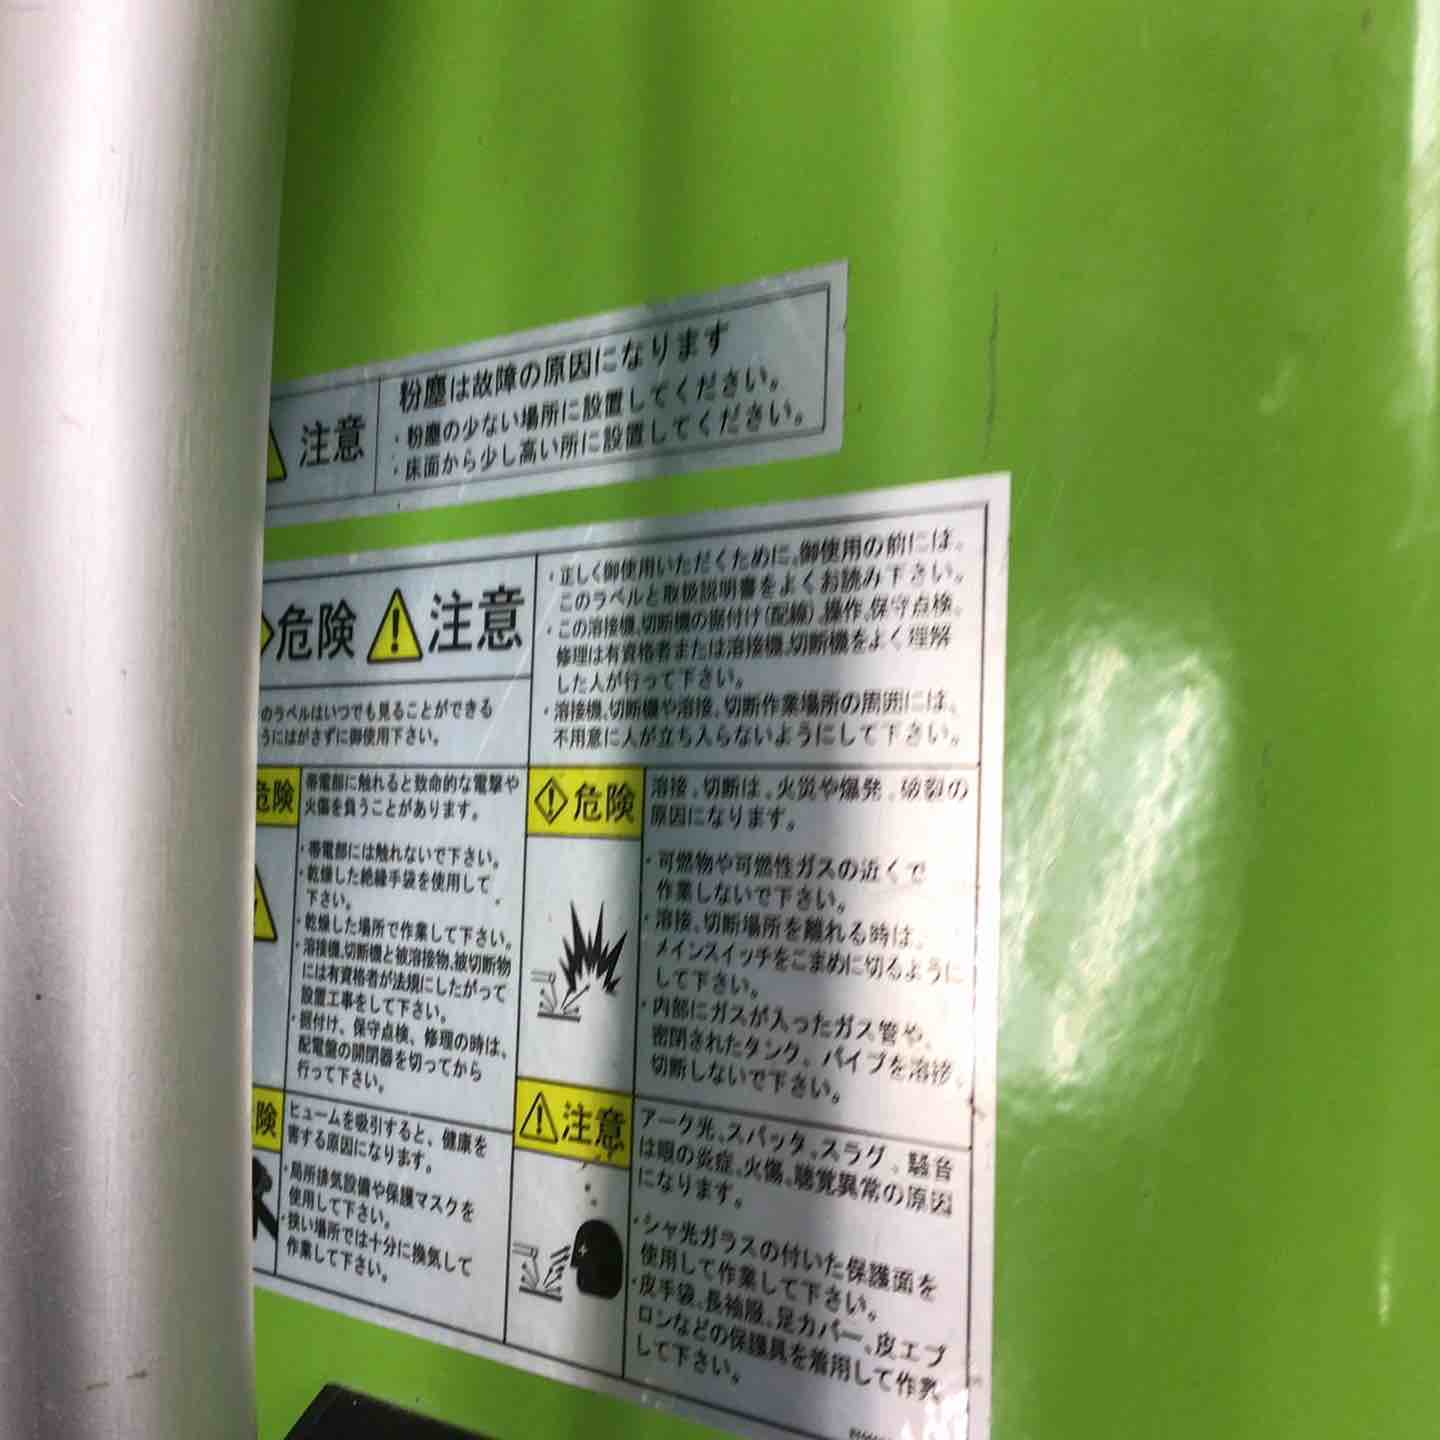 注意
粉塵は故障の原因になります
・粉塵の少ない場所に設置してください。
・床面から少し高い所に設置してください。
危険 注意
のラベルはいつでも見ることができる
うにはがさずに御使用下さい。
・正しく御使用いただくために、御使用の前には、
このラベルと取扱説明書をよくお読み下さい。
・この溶接機、切断機の据付け(配線)、操作、保守点検、
修理は有資格者または溶接機、切断機をよく理解
した人が行って下さい。
・溶接機、切断機や溶接、切断作業場所の周囲には、
不用意に人が立ち入らないようにして下さい。
危険
帯電部に触れると致命的な電撃や
火傷を負うことがあります。
・帯電部には触れないで下さい。
・乾燥した絶縁手袋を使用して
下さい。
・乾燥した場所で作業して下さい。
・溶接機、切断機と被溶接物、被切断物
には有資格者が法規にしたがって
設置工事をして下さい。
・据付け、保守点検、修理の時は、
配電盤の開閉器を切ってから
行って下さい。
危険
溶接、切断は、火災や爆発、破裂の
原因になります。
・可燃物や可燃性ガスの近くで
作業しないで下さい。
・溶接、切断場所を離れる時は、
メインスイッチをこまめに切るように
して下さい。
・内部にガスが入ったガス管や、
密閉されたタンク、パイプを溶接、
切断しないで下さい。
険
ヒュームを吸引すると、健康を
害する原因になります。
・局所排気設備や保護マスクを
使用して下さい。
・狭い場所では十分に換気して
作業して下さい。
注意
アーク光、スパッタ、スラグ、騒音
は眼の炎症、火傷、聴覚異常の原因
になります。
・シャ光ガラスの付いた保護面を
使用して作業して下さい。
・皮手袋、長袖服、足カバー、皮エプ
ロンなどの保護具を着用して作業
して下さい。